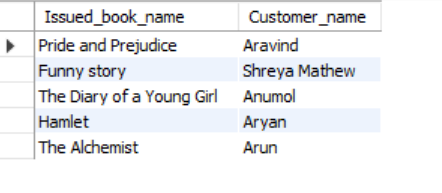 Issued_book_name Customer_name
Pride and Prejudice Aravind
Funny story Shreya Mathew
The Diary of a Young Girl Anumol
Hamlet Aryan
The Alchemist Arun